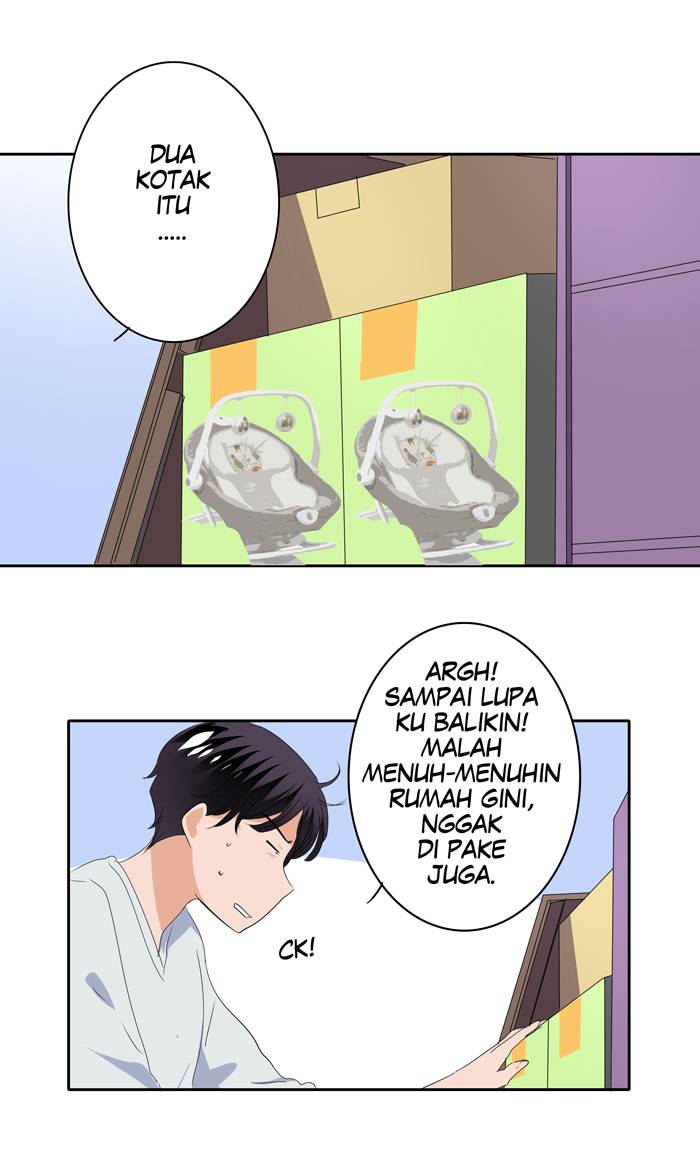 DUA
KOTAK
ITU
.....
ARGH!
SAMPAI LUPA
KU BALIKIN!
MALAH
MENUH-MENUHIN
RUMAH GINI,
NGGAK
DI PAKE
JUGA.
CK!